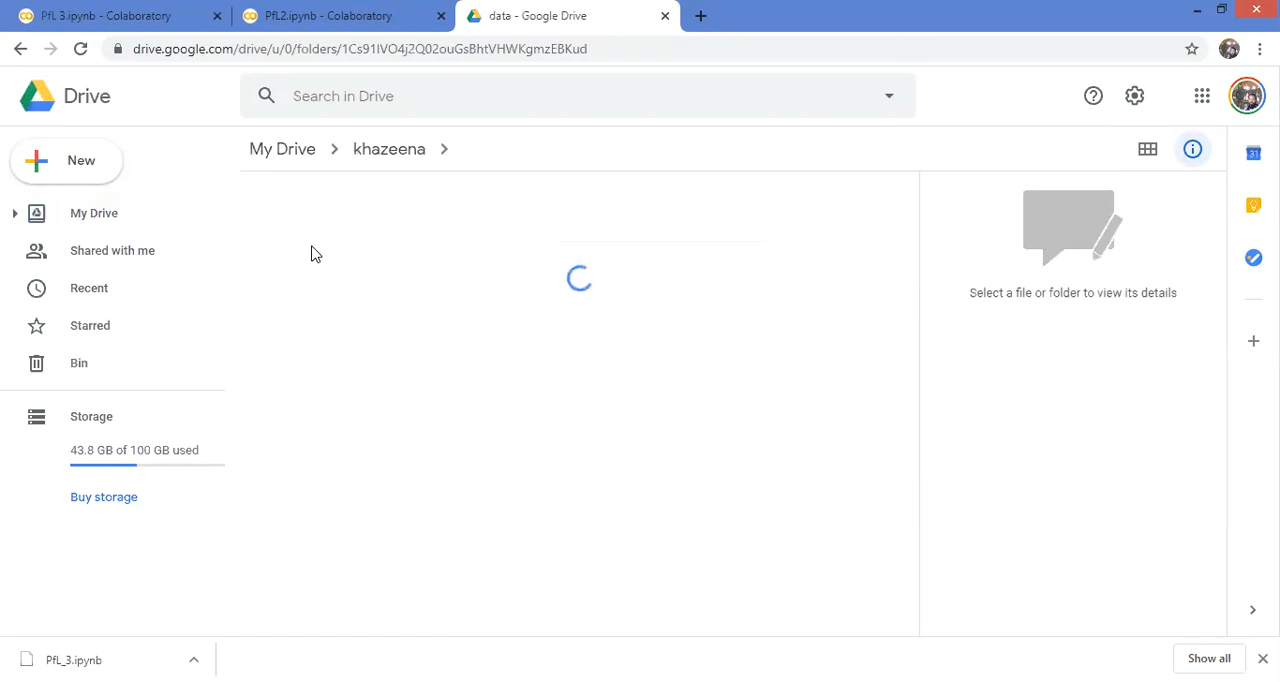 PfL 3.ipynb - Colaboratory
PfL2.ipynb - Colaboratory
data - Google Drive
drive.google.com/drive/u/0/folders/1Cs91IVO4j2Q02ouGsBhtVHWKgmzEBKud
Drive
Search in Drive
New
My Drive
khazeena
My Drive
Shared with me
Recent
Starred
Bin
Storage
43.8 GB of 100 GB used
Buy storage
Select a file or folder to view its details
31
PfL_3.ipynb
Show all